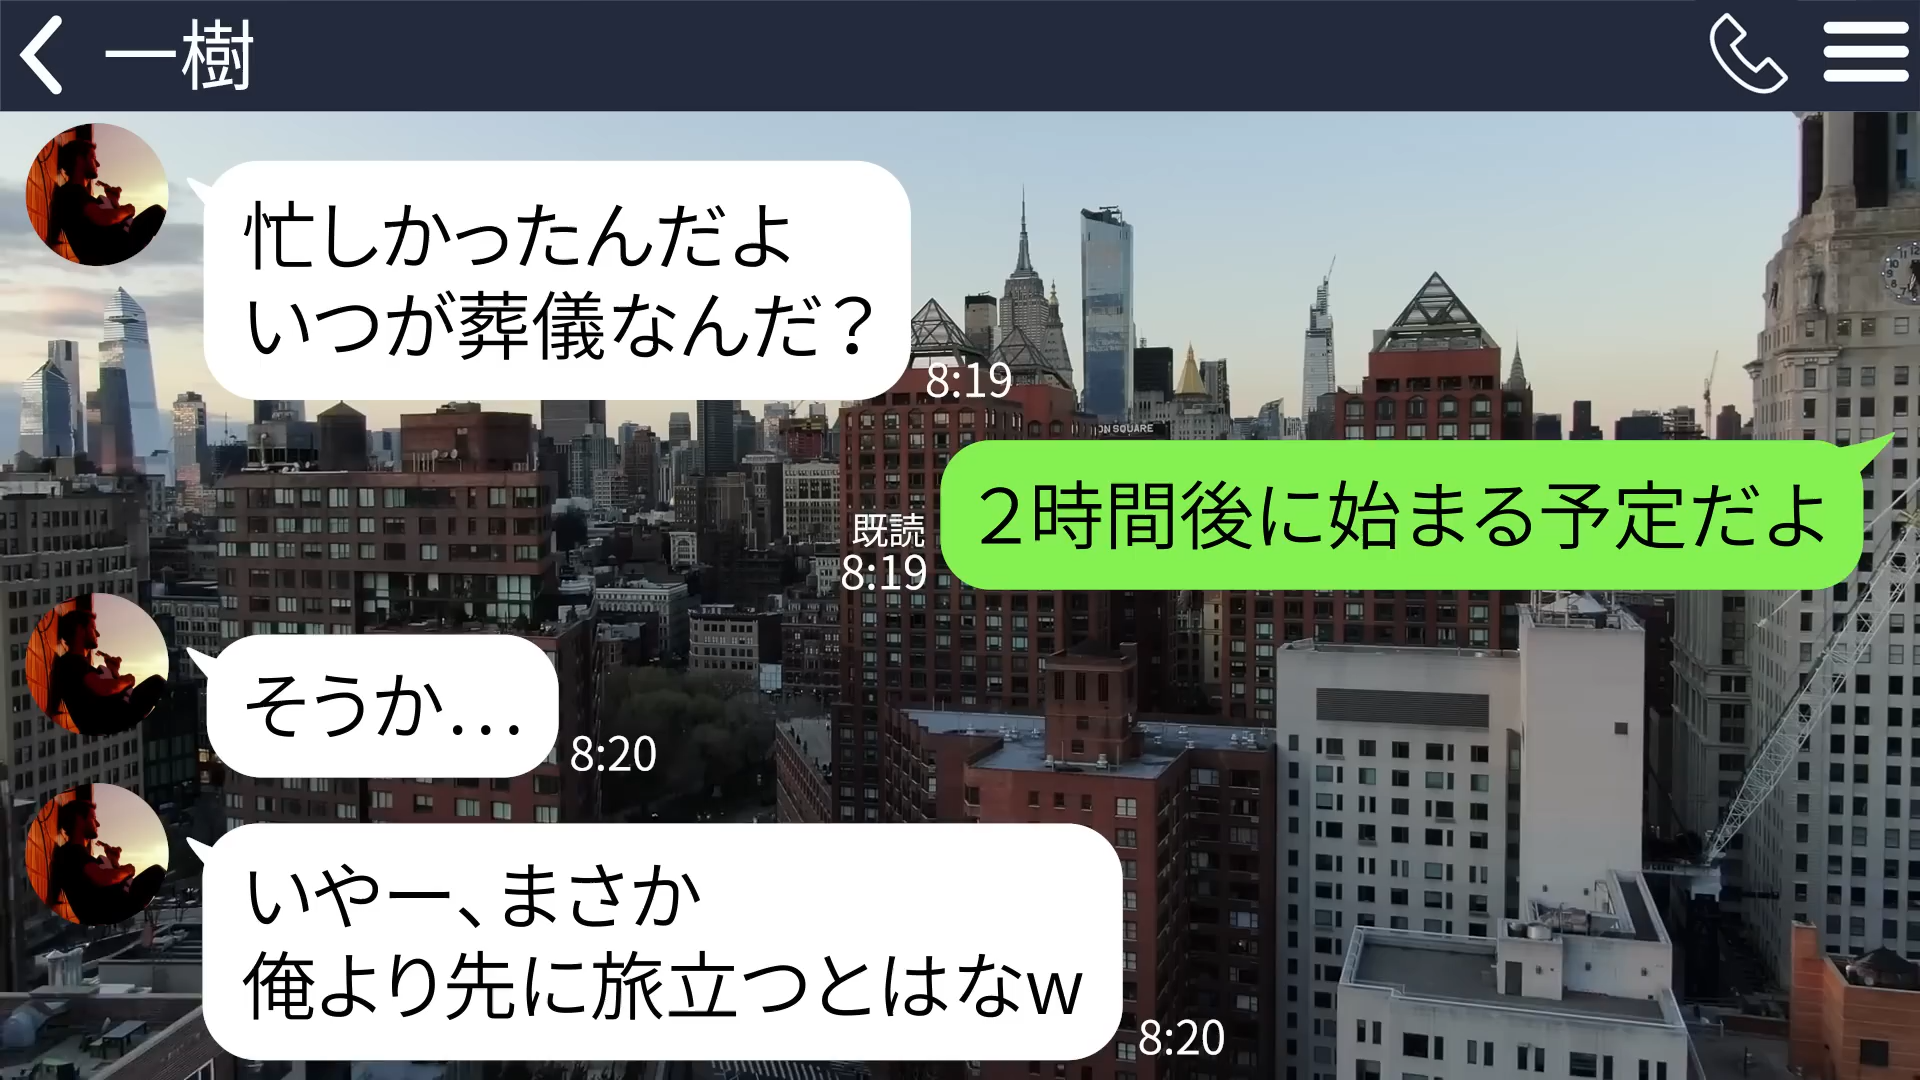 一樹
忙しかったんだよ
いつが葬儀なんだ？
8:19
ON SQUARE
２時間後に始まる予定だよ
既読
8:19
そうか…
8:20
いやー、まさか
俺より先に旅立つとはなw
8:20